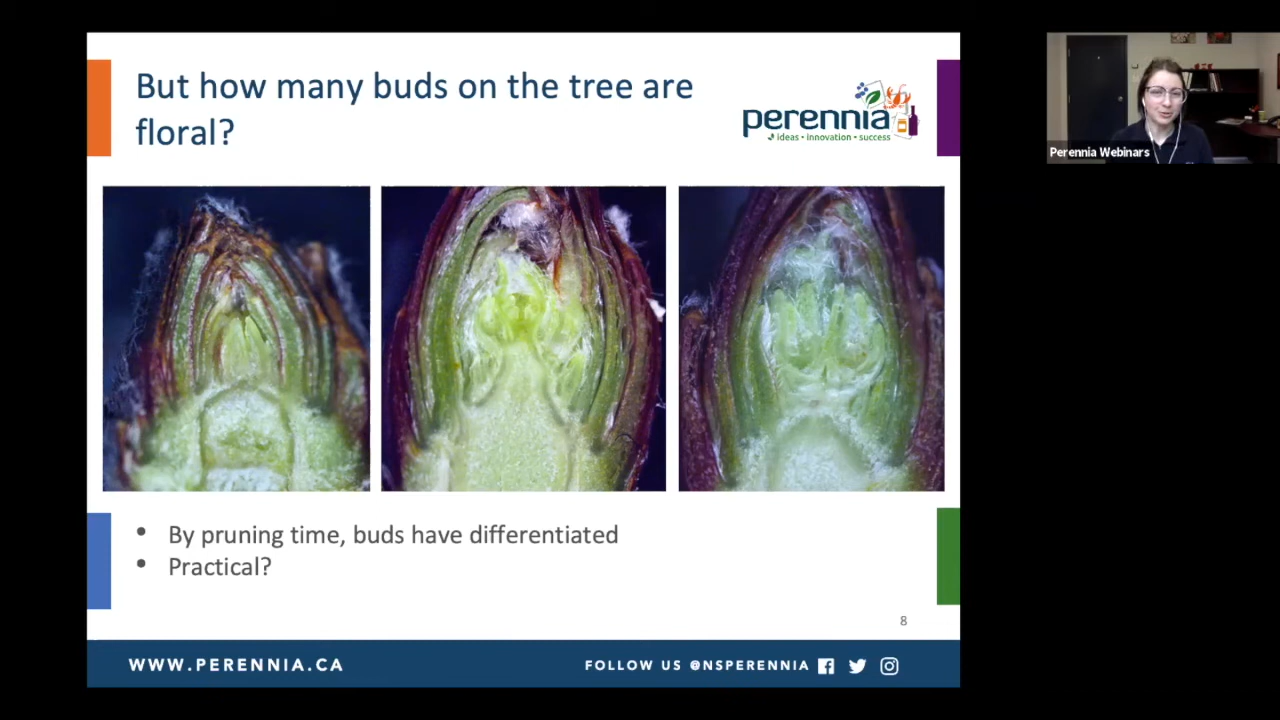 But how many buds on the tree are
floral?
perennia
ideas • innovation • success
Perennia Webinars
• By pruning time, buds have differentiated
• Practical?
8
WWW.PERENNIA.CA
FOLLOW US @NSPERENNIA